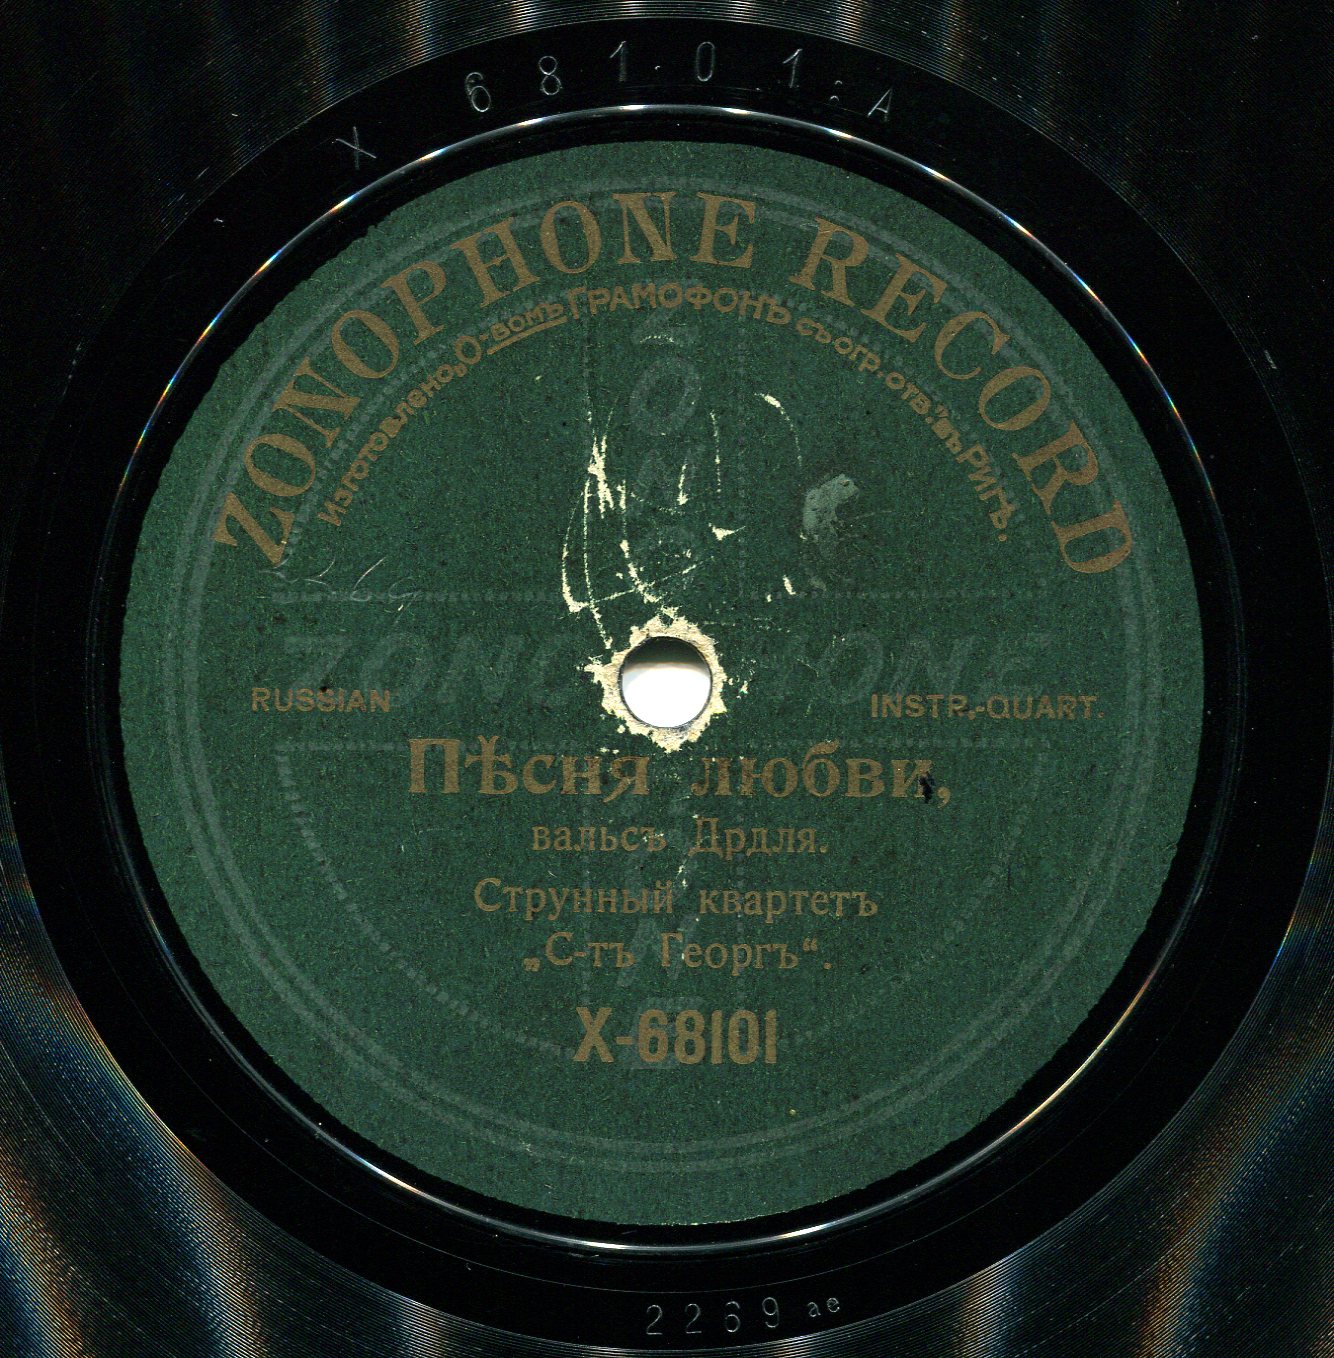 X 68101. A
ZONOPHONE RECORD
Изготовлено „О-вомъ ГРАМОФОНЪ съ огр. отв." въ Ригѣ.
RUSSIAN
INSTR.-QUART.
Пѣсня любви,
вальсъ Дрдля.
Струнный квартетъ
„С-тъ Георгъ“.
X-68101
2269 ae